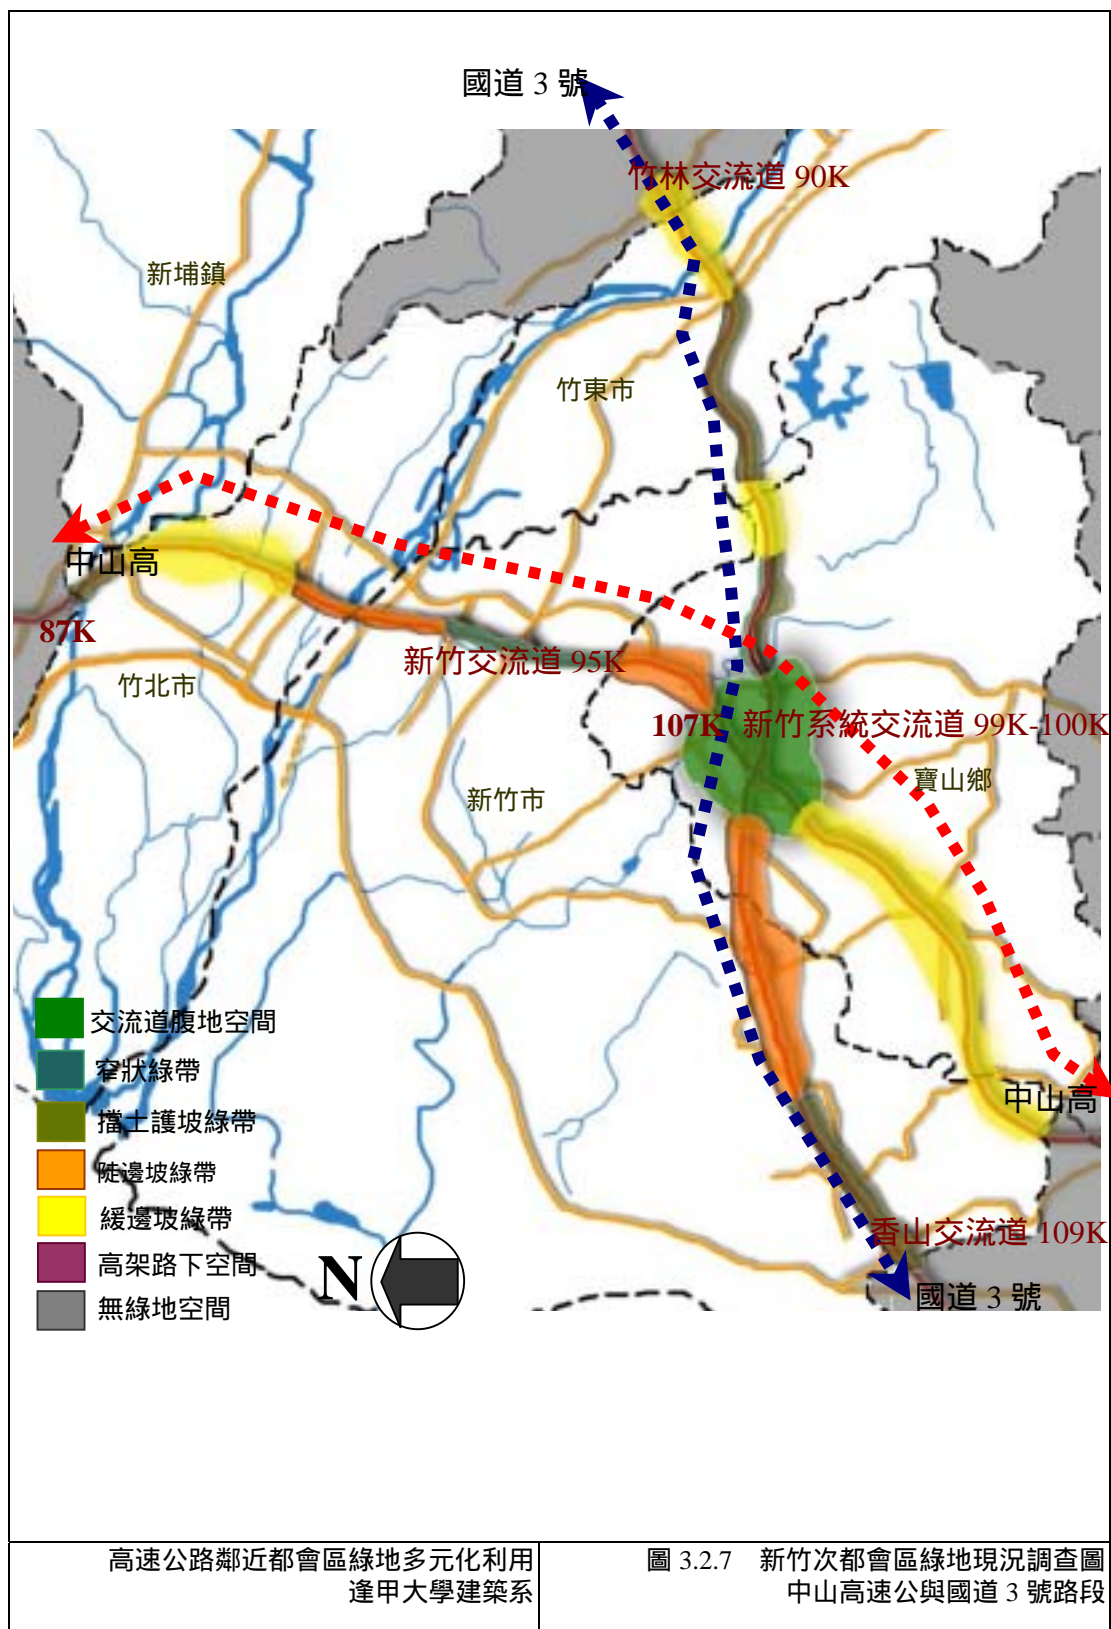 國道 3 號
竹林交流道 90K
新埔鎮
竹東市
中山高
87K
新竹交流道 95K
竹北市
107K
新竹系統交流道 99K-100K
寶山鄉
新竹市
交流道腹地空間
窄狀綠帶
擋土護坡綠帶
陡邊坡綠帶
緩邊坡綠帶
高架路下空間
無綠地空間
N
中山高
香山交流道 109K
國道 3 號
高速公路鄰近都會區綠地多元化利用
逢甲大學建築系
圖 3.2.7 新竹次都會區綠地現況調查圖
中山高速公與國道 3 號路段